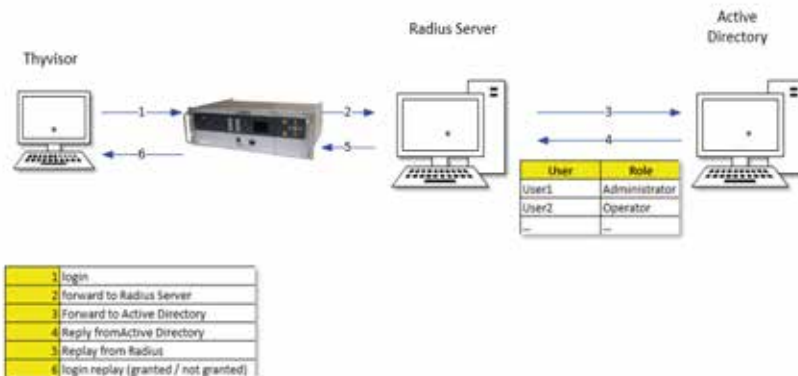 Thyvisor
Radius Server
Active
Directory
1
2
3
6
5
4
User Role
User1 Administrator
User2 Operator
... ...
1 login
2 forward to Radius Server
3 Forward to Active Directory
4 Reply fromActive Directory
5 Replay from Radius
6 login replay (granted / not granted)